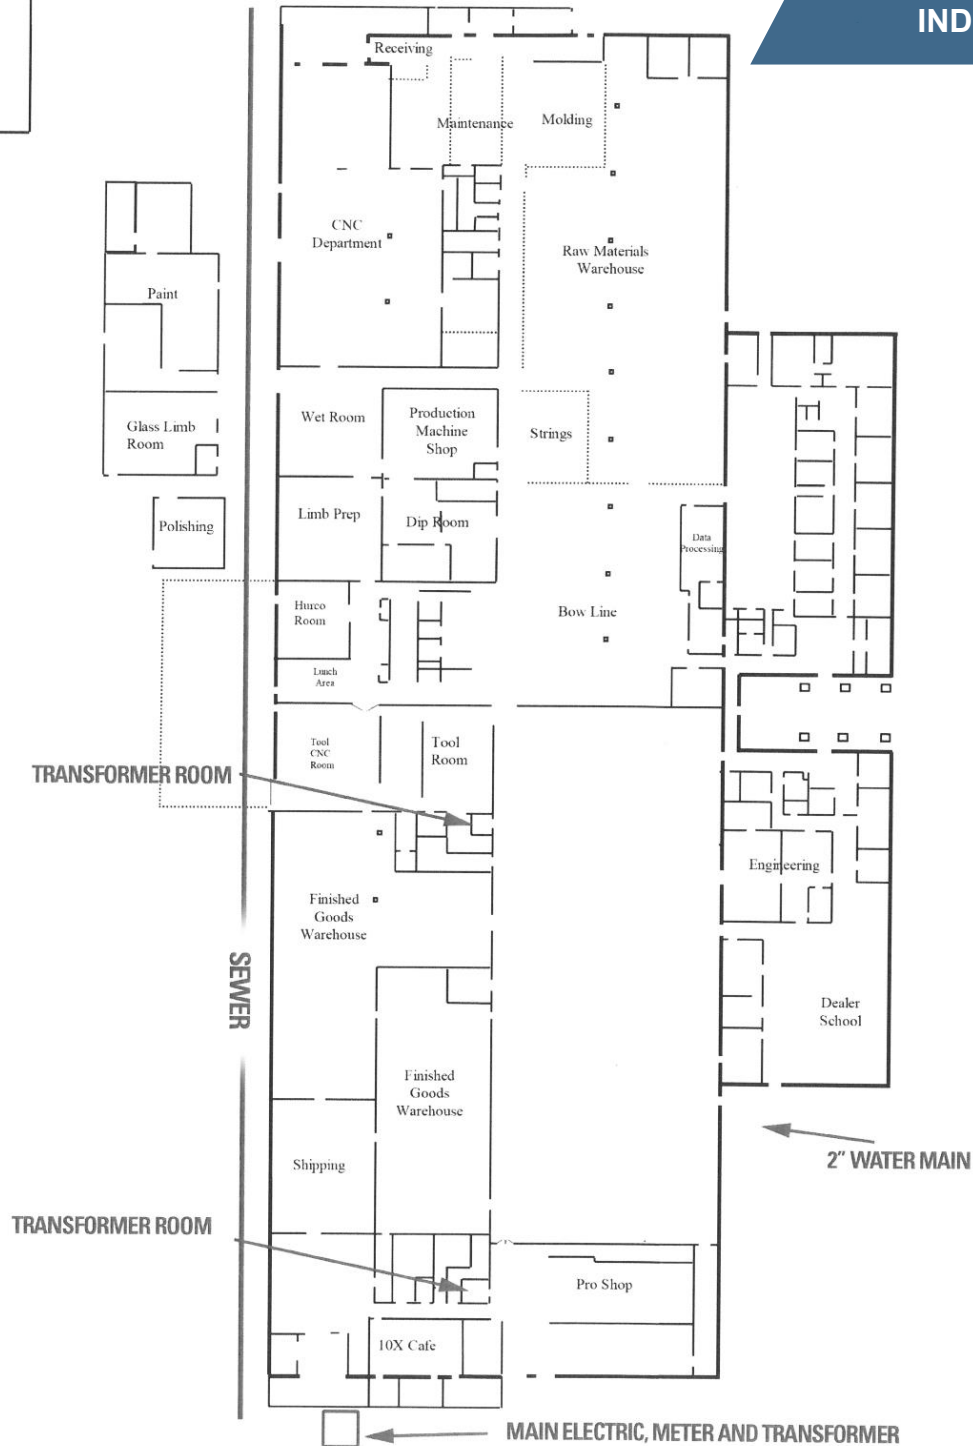 IND
Receiving
Maintenance
Molding
CNC
Department
Raw Materials
Warehouse
Paint
Wet Room
Production
Machine
Shop
Strings
Glass Limb
Room
Polishing
Limb Prep
Dip Room
Data
Processing
Hurco
Room
Bow Line
Lunch
Area
Tool
CNC
Room
Tool
Room
TRANSFORMER ROOM
Engineering
Finished
Goods
Warehouse
SEWER
Dealer
School
Finished
Goods
Warehouse
2" WATER MAIN
Shipping
TRANSFORMER ROOM
Pro Shop
10X Cafe
MAIN ELECTRIC, METER AND TRANSFORMER